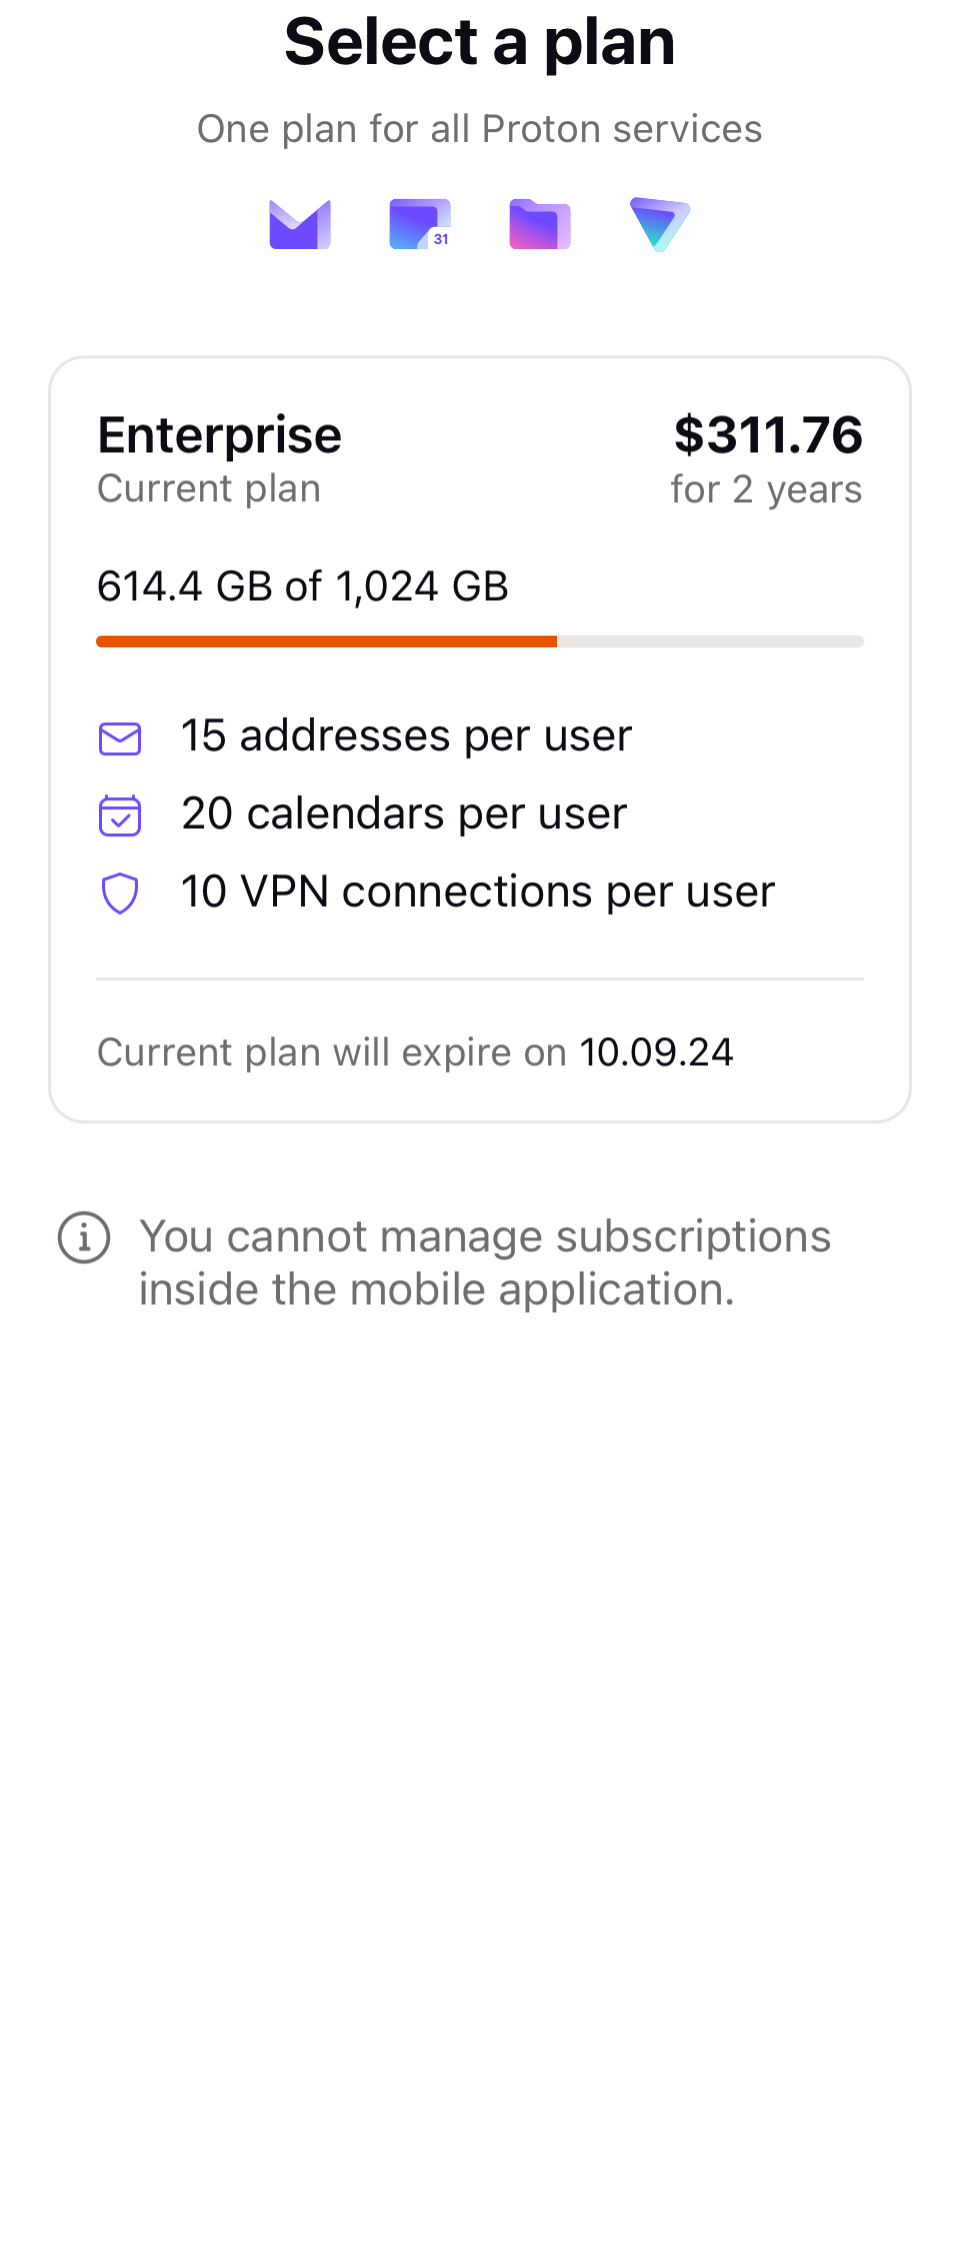 Select a plan
One plan for all Proton services
31
Enterprise
$311.76
Current plan
for 2 years
614.4 GB of 1,024 GB
15 addresses per user
20 calendars per user
10 VPN connections per user
Current plan will expire on 10.09.24
You cannot manage subscriptions
inside the mobile application.